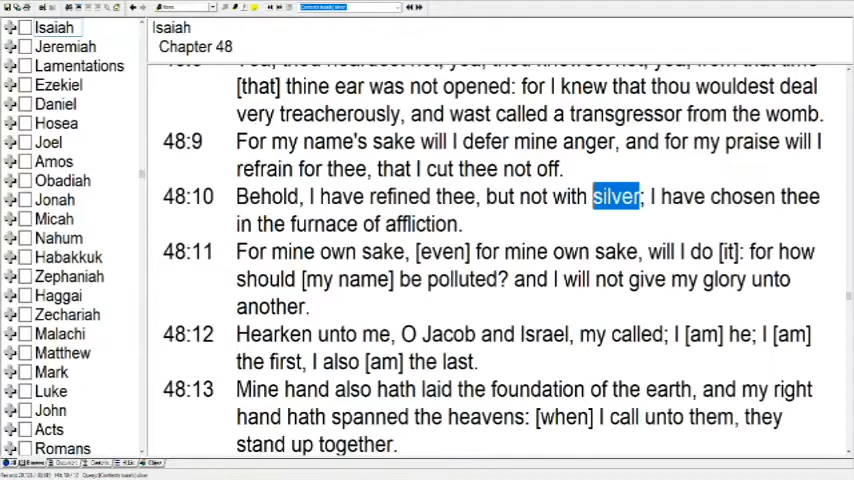 Isaiah
Jeremiah
Lamentations
Ezekiel
Daniel
Hosea
Joel
Amos
Obadiah
Jonah
Micah
Nahum
Habakkuk
Zephaniah
Haggai
Zechariah
Malachi
Matthew
Mark
Luke
John
Acts
Romans
Isaiah
Chapter 48
[that] thine ear was not opened: for I knew that thou wouldest deal
very treacherously, and wast called a transgressor from the womb.
48:9 For my name's sake will I defer mine anger, and for my praise will I
refrain for thee, that I cut thee not off.
48:10 Behold, I have refined thee, but not with silver; I have chosen thee
in the furnace of affliction.
48:11 For mine own sake, [even] for mine own sake, will I do [it]: for how
should [my name] be polluted? and I will not give my glory unto
another.
48:12 Hearken unto me, O Jacob and Israel, my called; I [am] he; I [am]
the first, I also [am] the last.
48:13 Mine hand also hath laid the foundation of the earth, and my right
hand hath spanned the heavens: [when] I call unto them, they
stand up together.